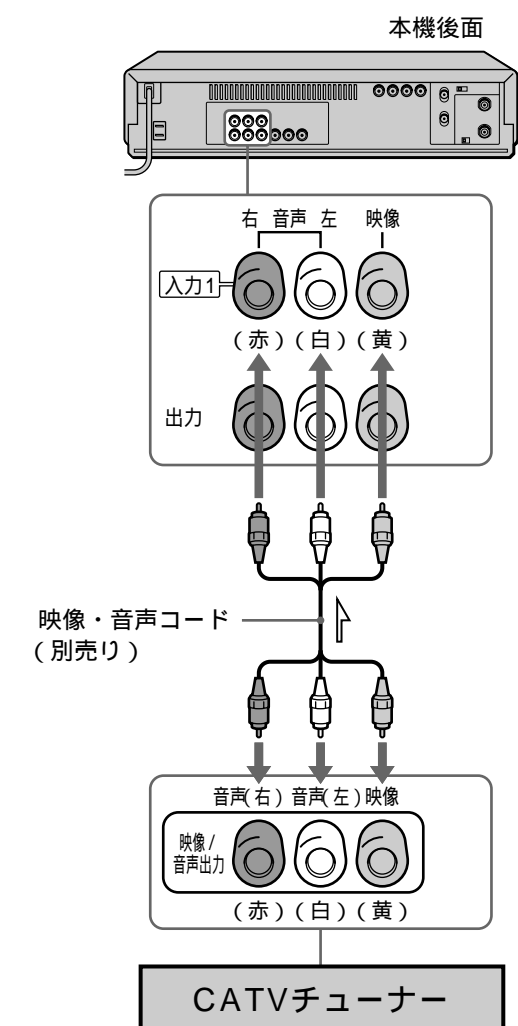 本機後面
右 音声 左 映像
入力1
(赤)(白)(黄)
出力
映像・音声コード
(別売り)
音声(右) 音声(左) 映像
映像/
音声出力
(赤)(白)(黄)
CATVチューナー